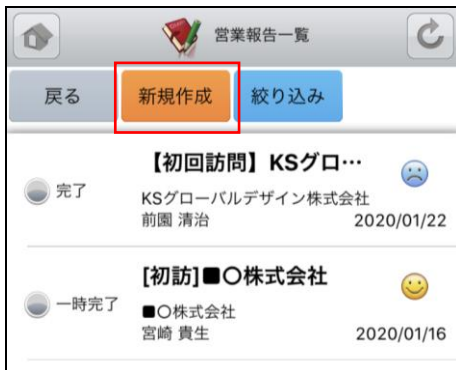 営業報告一覧
戻る
新規作成
絞り込み
【初回訪問】KSグロ…
完了
KSグローバルデザイン株式会社
前園 清治
2020/01/22
[初訪]■〇株式会社
一時完了
■〇株式会社
宮崎 貴生
2020/01/16